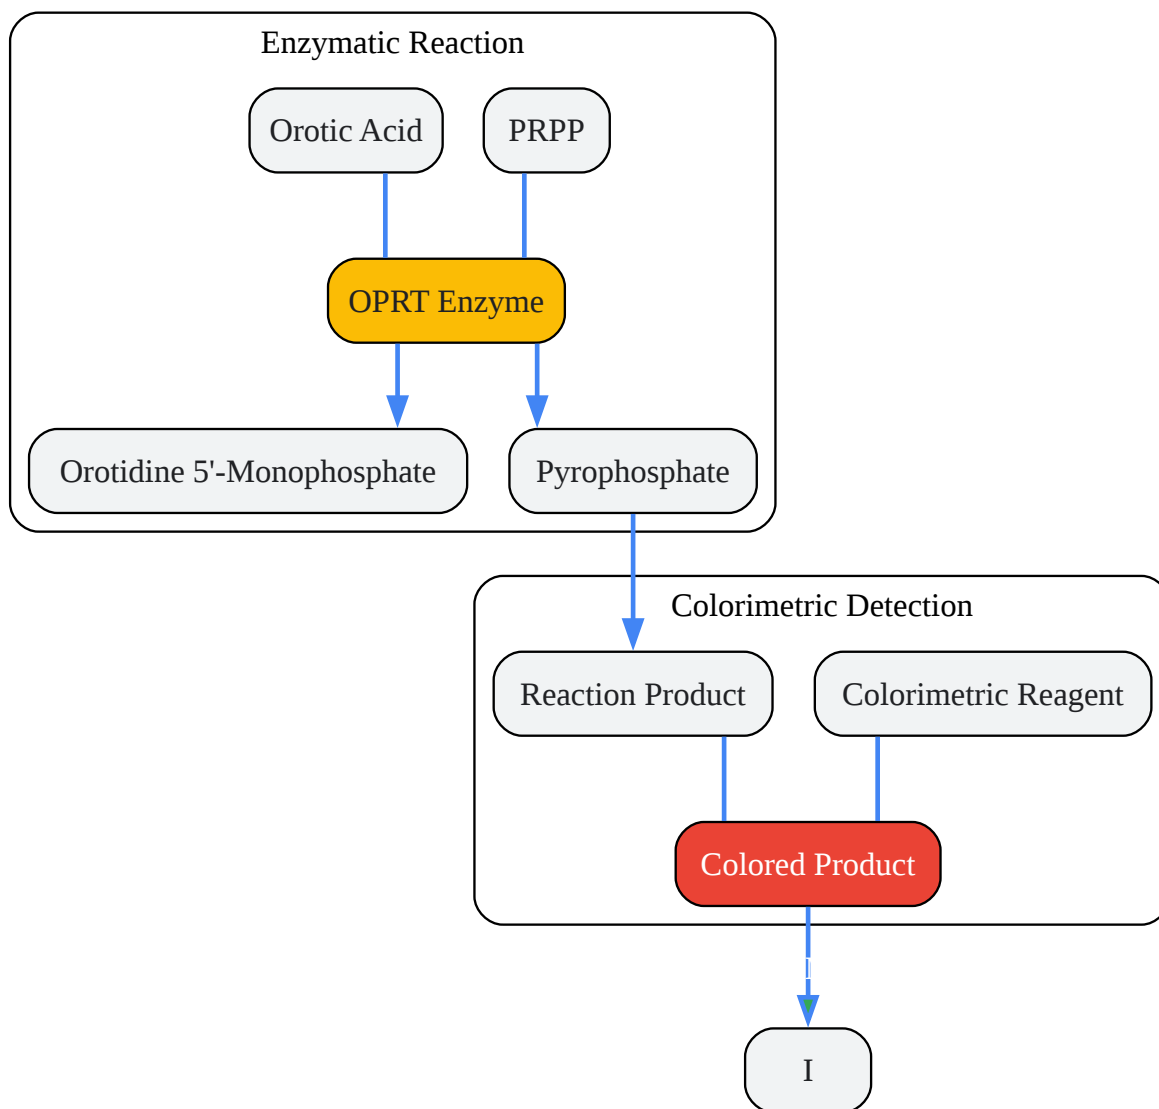 Enzymatic Reaction
Orotic Acid
PRPP
OPRT Enzyme
Orotidine 5'-Monophosphate
Pyrophosphate
Colorimetric Detection
Reaction Product
Colorimetric Reagent
Colored Product
I